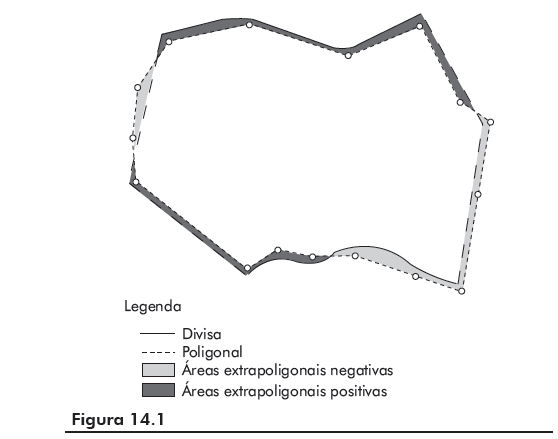 Legenda
Divisa
Poligonal
Áreas extrapoligonais negativas
Áreas extrapoligonais positivas
Figura 14.1